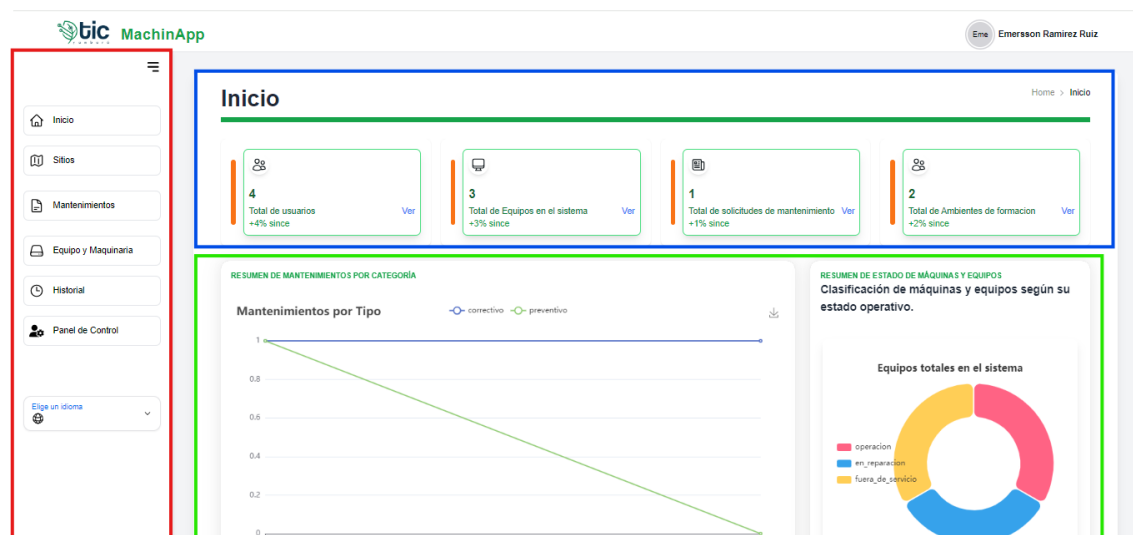 tic
MachinApp
Eme
Emersson Ramirez Ruiz
Inicio
Sitios
Mantenimientos
Equipo y Maquinaria
Historial
Panel de Control
Elige un idioma
Inicio
Home > Inicio
4
Total de usuarios
Ver
+4% since
3
Total de Equipos en el sistema
Ver
+3% since
1
Total de solicitudes de mantenimiento
Ver
+1% since
2
Total de Ambientes de formacion
Ver
+2% since
RESUMEN DE MANTENIMIENTOS POR CATEGORÍA
Mantenimientos por Tipo
correctivo
preventivo
1
0.8
0.6
0.4
0.2
0
RESUMEN DE ESTADO DE MÁQUINAS Y EQUIPOS
Clasificación de máquinas y equipos según su
estado operativo.
Equipos totales en el sistema
operacion
en_reparacion
fuera_de_servicio